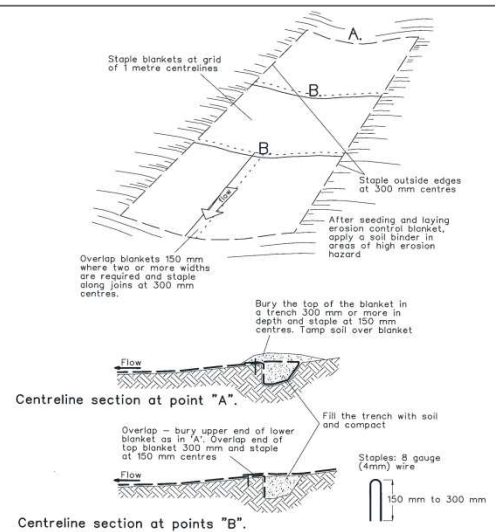 A.
Staple blankets at grid
of 1 metre centrelines
B.
B.
flow
Staple outside edges
at 300 mm centres
After seeding and laying
erosion control blanket,
apply a soil binder in
areas of high erosion
hazard
Overlap blankets 150 mm
where two or more widths
are required and staple
along joins at 300 mm
centres.
Bury the top of the blanket in
a trench 300 mm or more in
depth and staple at 150 mm
centres. Tamp soil over blanket
Flow
Centreline section at point "A".
Fill the trench with soil
and compact
Overlap – bury upper end of lower
blanket as in 'A'. Overlap end of
top blanket 300 mm and staple
at 150 mm centres
Flow
Staples: 8 gauge
(4mm) wire
150 mm to 300 mm
Centreline section at points "B".